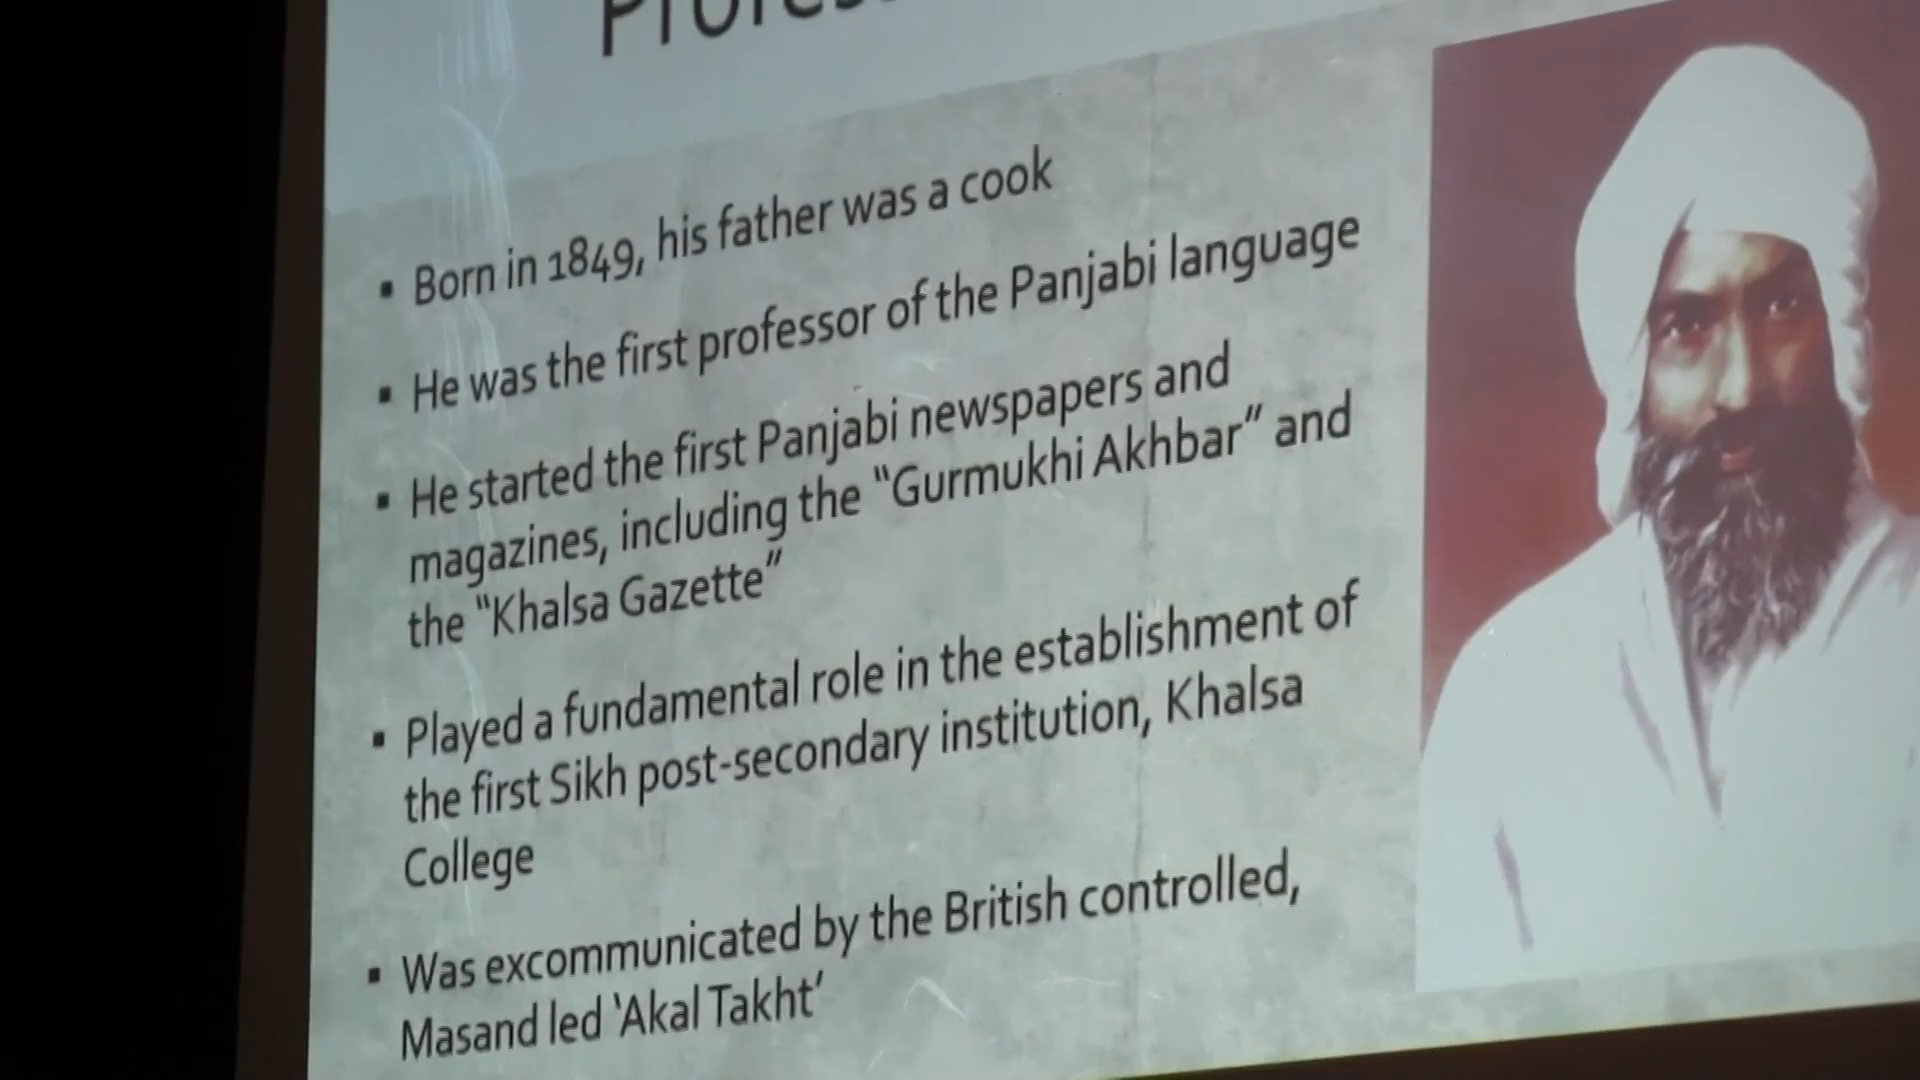 ▪ Born in 1849, his father was a cook
▪ He was the first professor of the Panjabi language
▪ He started the first Panjabi newspapers and
magazines, including the “Gurmukhi Akhbar” and
the “Khalsa Gazette”
▪ Played a fundamental role in the establishment of
the first Sikh post-secondary institution, Khalsa
College
▪ Was excommunicated by the British controlled,
Masand led ‘Akal Takht’